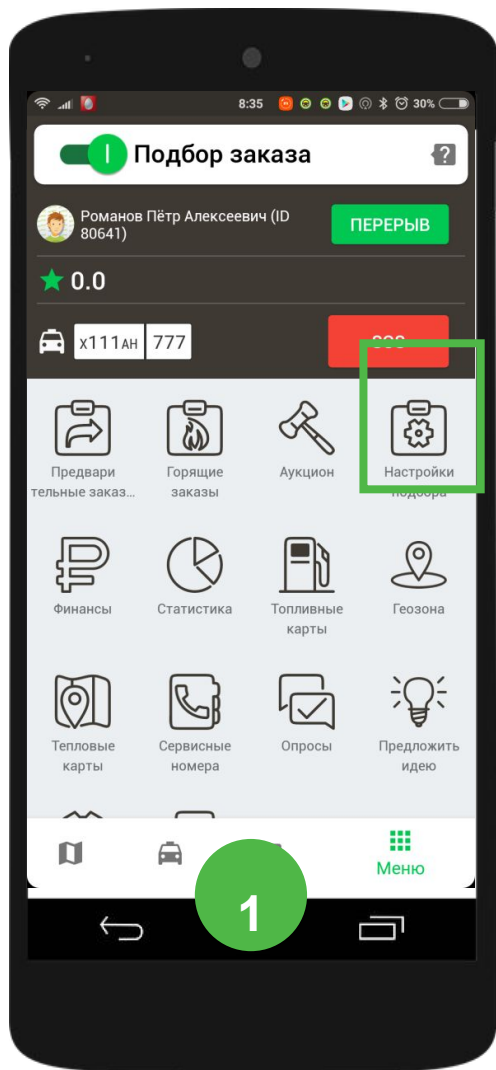 8:35 30%
Подбор заказа
Романов Пётр Алексеевич (ID
80641)
ПЕРЕРЫВ
0.0
х111ан 777
Предвари
тельные заказ...
Горящие
заказы
Аукцион
Настройки
подбора
Финансы
Статистика
Топливные
карты
Геозона
Тепловые
карты
Сервисные
номера
Опросы
Предложить
идею
Меню
1